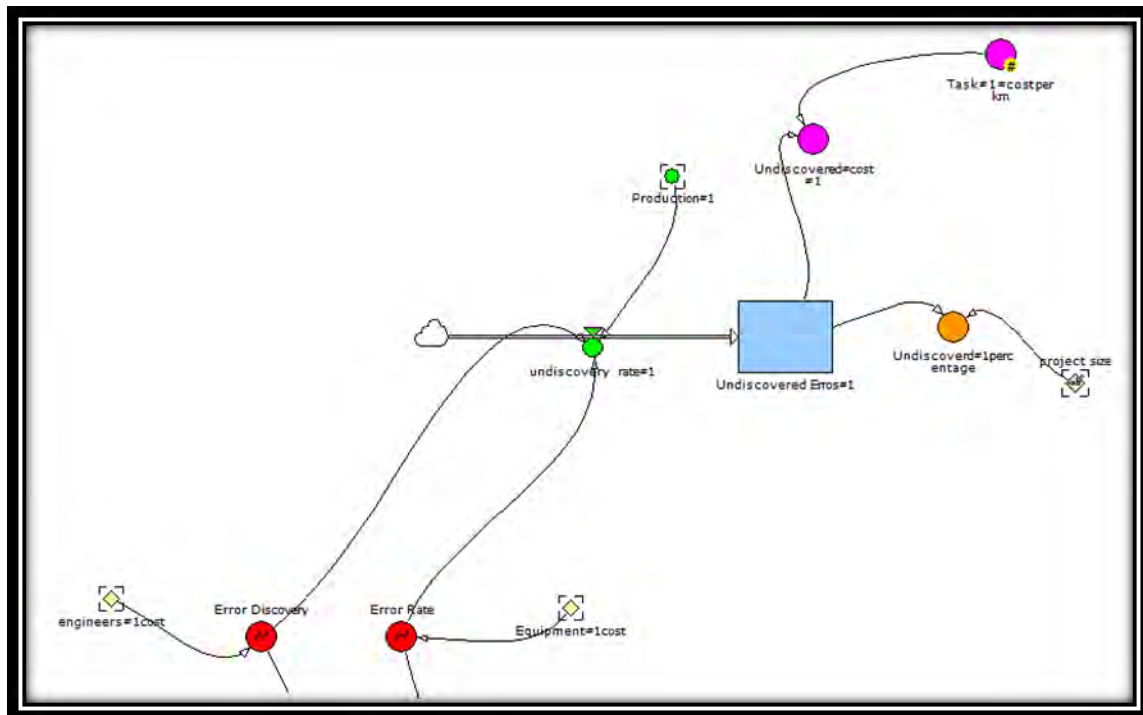 Task#1#costper
km
Undiscovered#cost
#1
Production#1
undiscovery rate#1
Undiscovered Erros#1
Undiscoverd#1perc
entage
project size
engineers#1cost
Error Discovery
Error Rate
Equipment#1cost